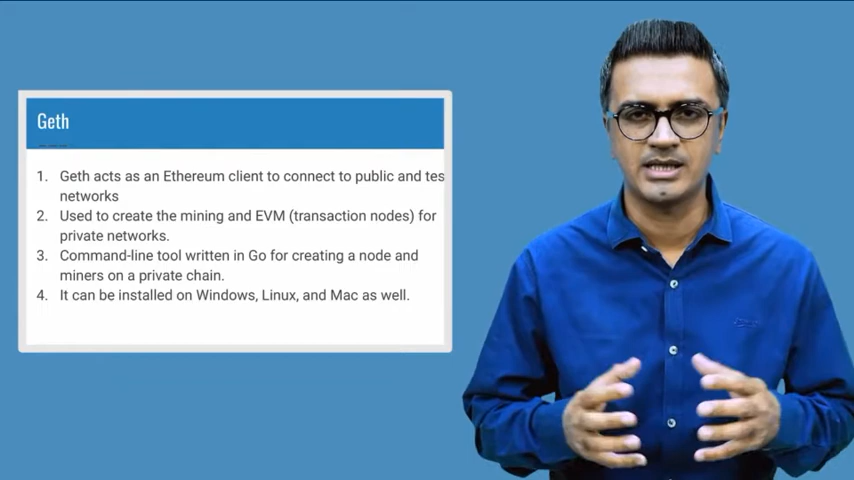 Geth
1. Geth acts as an Ethereum client to connect to public and tes
networks
2. Used to create the mining and EVM (transaction nodes) for
private networks.
3. Command-line tool written in Go for creating a node and
miners on a private chain.
4. It can be installed on Windows, Linux, and Mac as well.